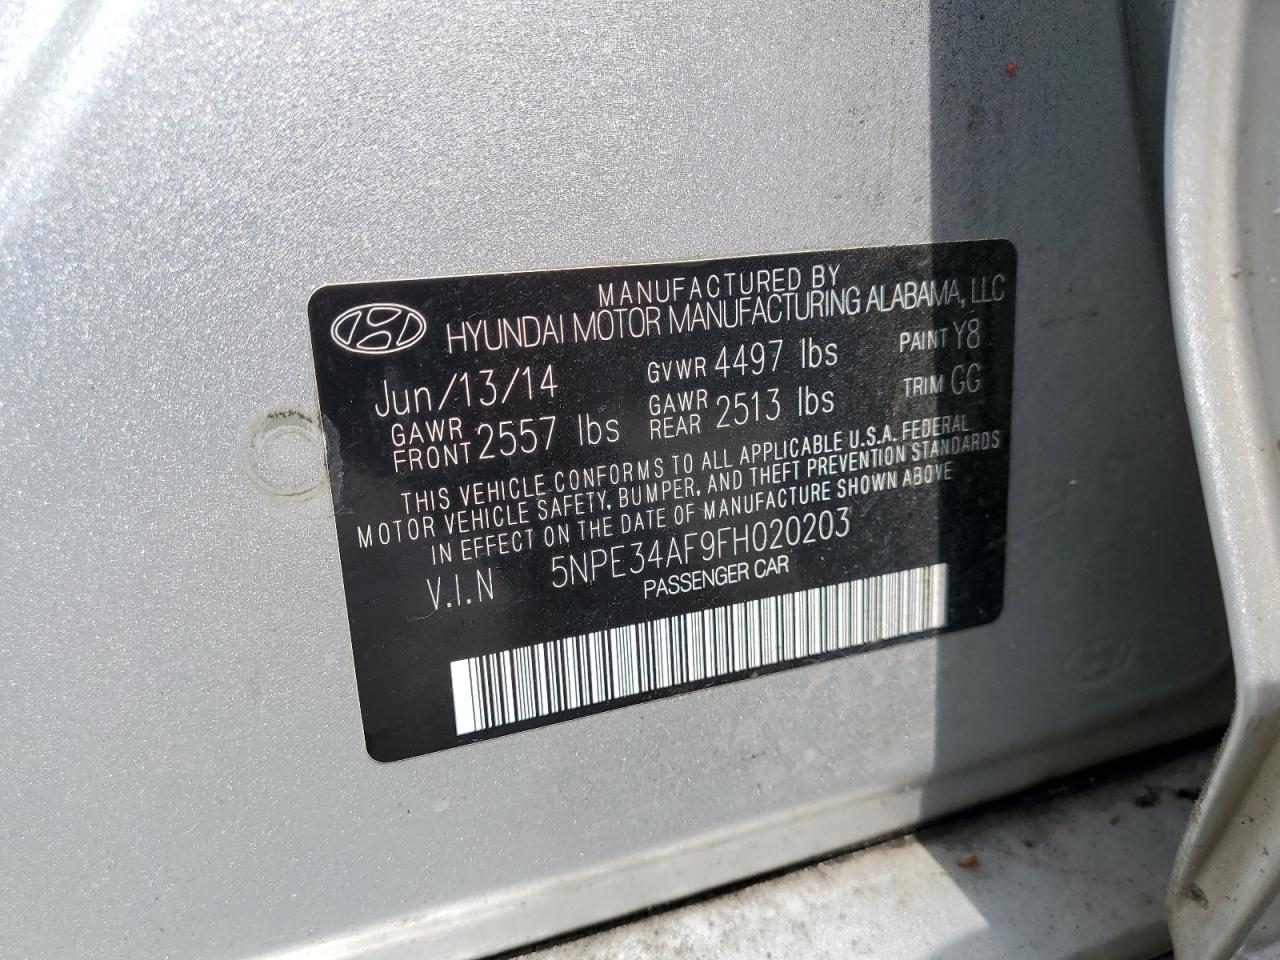 MANUFACTURED BY
HYUNDAI MOTOR MANUFACTURING ALABAMA, LLC
Jun/13/14 GVWR 4497 lbs PAINT Y8
GAWR FRONT 2557 lbs GAWR REAR 2513 lbs TRIM GG
THIS VEHICLE CONFORMS TO ALL APPLICABLE U.S.A. FEDERAL
MOTOR VEHICLE SAFETY, BUMPER, AND THEFT PREVENTION STANDARDS
IN EFFECT ON THE DATE OF MANUFACTURE SHOWN ABOVE
V.I.N 5NPE34AF9FH020203
PASSENGER CAR